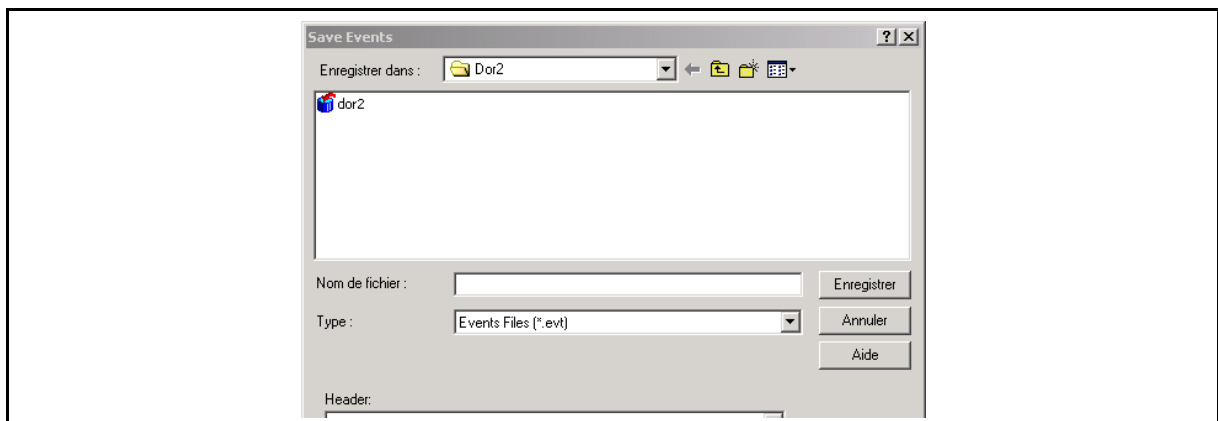 Save Events
Enregistrer dans : Dor2
dor2
Nom de fichier : Enregistrer
Type : Events Files (*.evt) Annuler
Aide
Header: